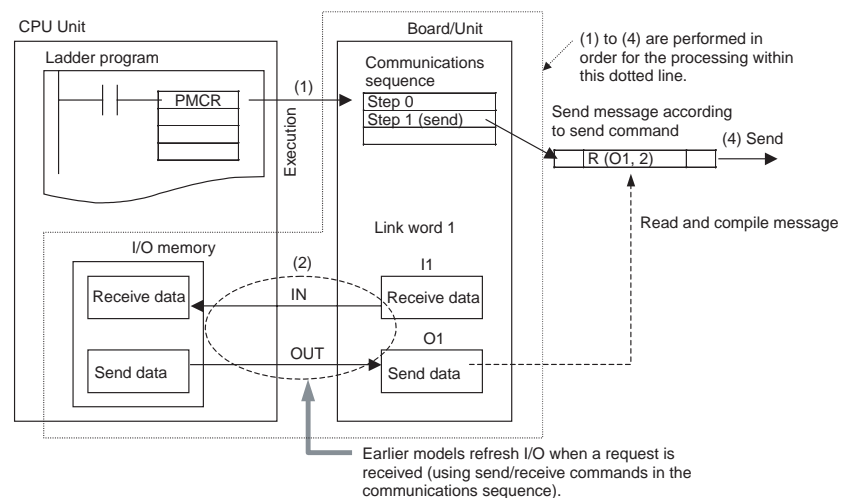 CPU Unit
Board/Unit
(1) to (4) are performed in
order for the processing within
this dotted line.
Ladder program
PMCR
(1)
Execution
Communications
sequence
Step 0
Step 1 (send)
Send message according
to send command
R (O1, 2)
(4) Send
Read and compile message
Link word 1
I/O memory
(2)
I1
Receive data
IN
Receive data
O1
Send data
OUT
Send data
Earlier models refresh I/O when a request is
received (using send/receive commands in the
communications sequence).